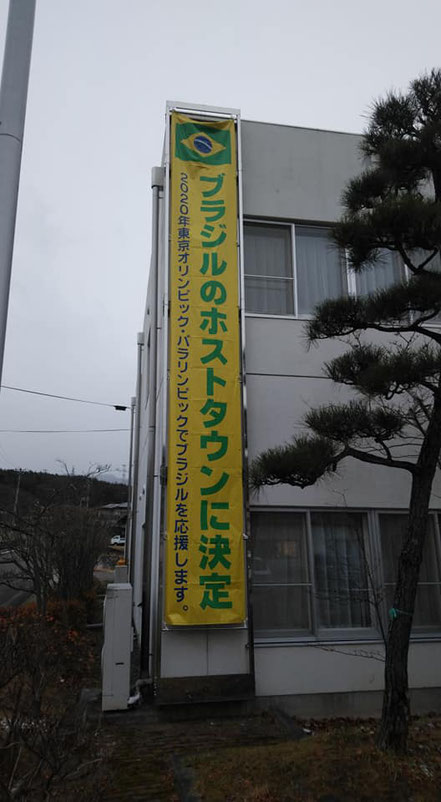 ブラジルのホストタウンに決定
2020年東京オリンピック・パラリンピックでブラジルを応援します。